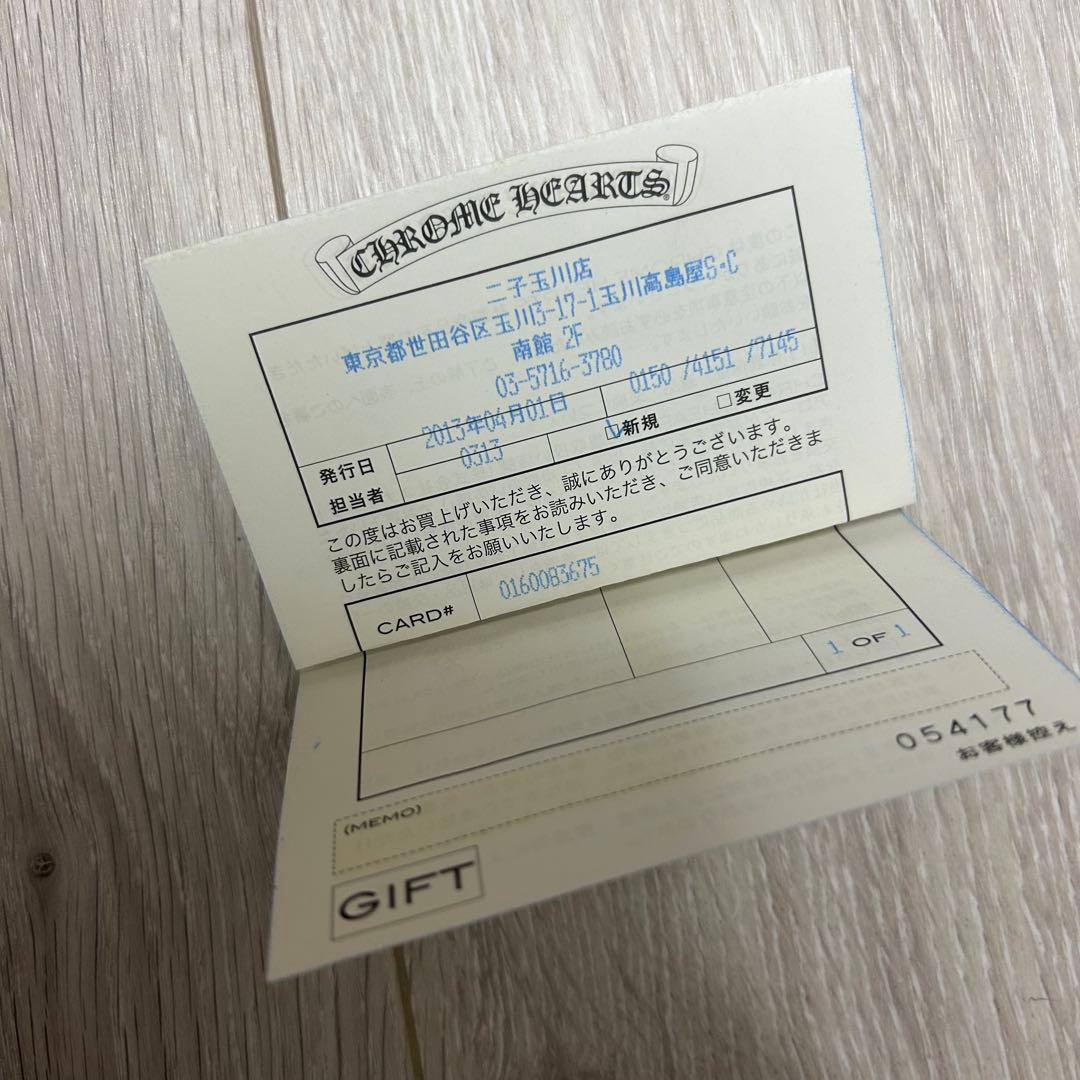 CHROME HEARTS®
二子玉川店
東京都世田谷区玉川3-17-1玉川高島屋S・C
南館 2F
03-5716-3780
発行日 2013年04月01日 0150 /4151 /7145
担当者 0313 新規 □変更
この度はお買上げいただき、誠にありがとうございます。
裏面に記載された事項をお読みいただき、ご同意いただきま
したらご記入をお願いいたします。
CARD# 0160083675
1 OF 1
(MEMO)
054177
お客様控え
GIFT